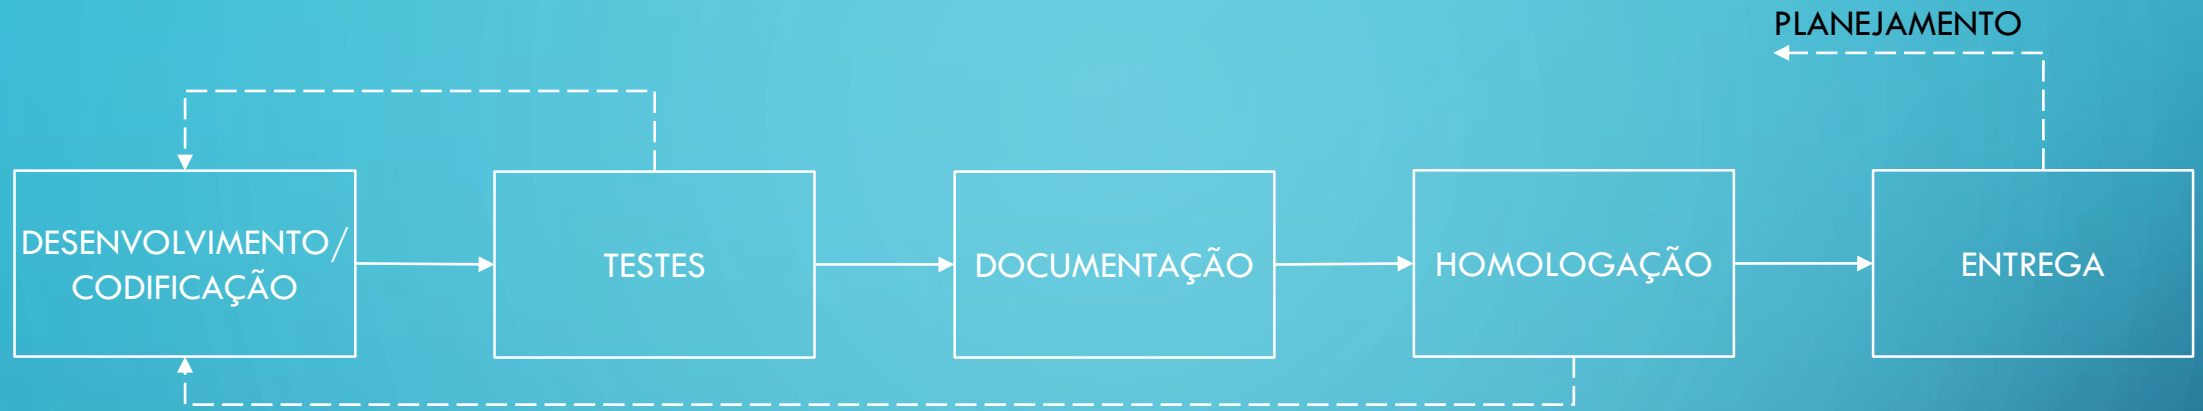 PLANEJAMENTO
DESENVOLVIMENTO/
CODIFICAÇÃO
TESTES
DOCUMENTAÇÃO
HOMOLOGAÇÃO
ENTREGA